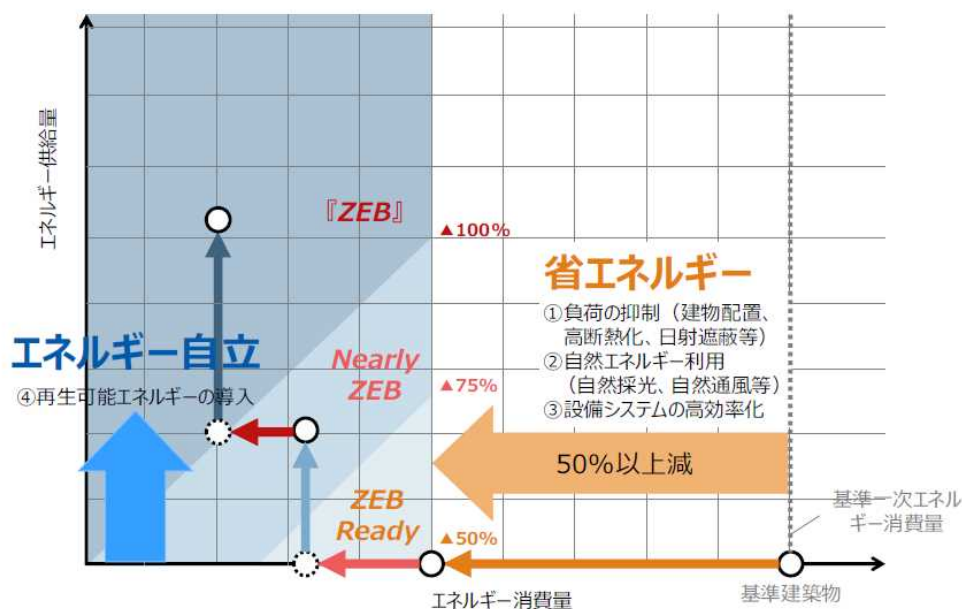 エネルギー供給量
『ZEB』
▲100%
省エネルギー
①負荷の抑制（建物配置、
高断熱化、日射遮蔽等）
②自然エネルギー利用
（自然採光、自然通風等）
③設備システムの高効率化
エネルギー自立
④再生可能エネルギーの導入
Nearly
ZEB
▲75%
50%以上減
ZEB
Ready
▲50%
基準一次エネル
ギー消費量
基準建築物
エネルギー消費量